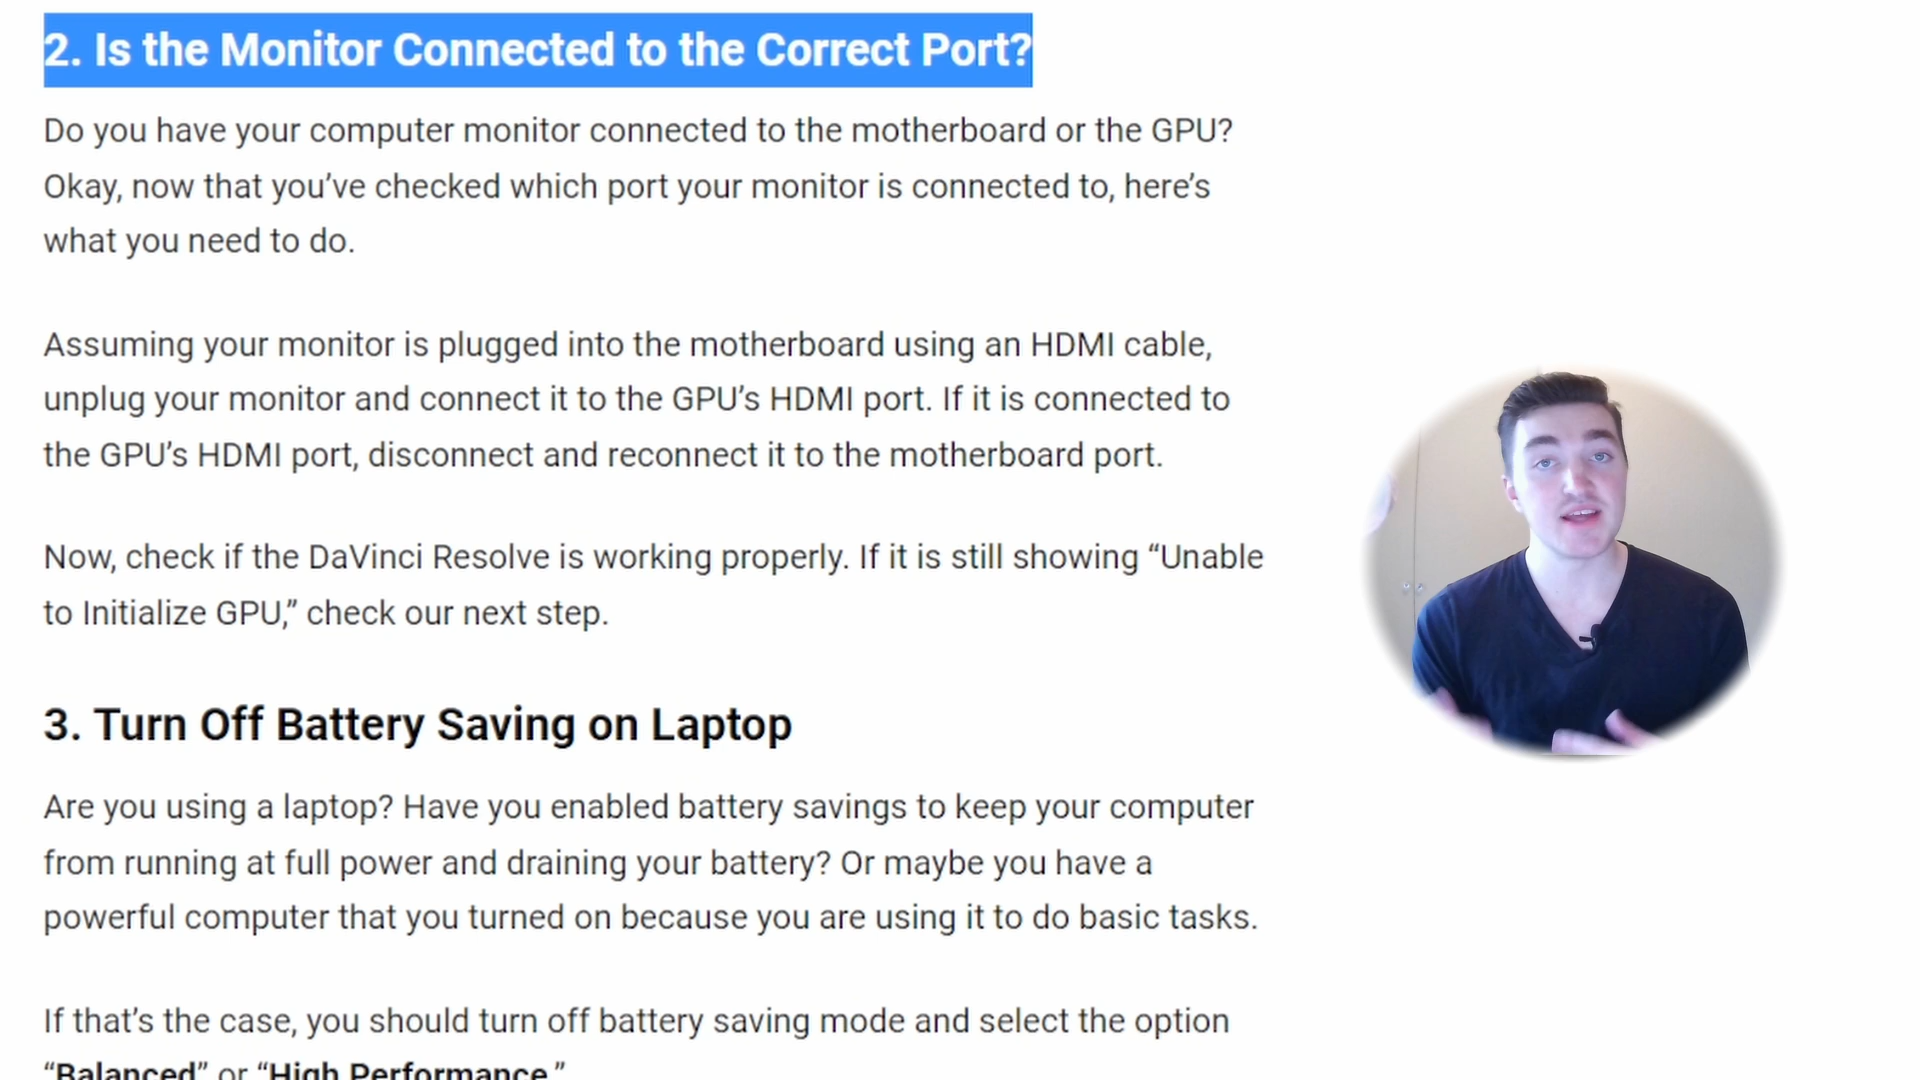 2. Is the Monitor Connected to the Correct Port?
Do you have your computer monitor connected to the motherboard or the GPU?
Okay, now that you’ve checked which port your monitor is connected to, here’s
what you need to do.
Assuming your monitor is plugged into the motherboard using an HDMI cable,
unplug your monitor and connect it to the GPU’s HDMI port. If it is connected to
the GPU’s HDMI port, disconnect and reconnect it to the motherboard port.
Now, check if the DaVinci Resolve is working properly. If it is still showing “Unable
to Initialize GPU,” check our next step.
3. Turn Off Battery Saving on Laptop
Are you using a laptop? Have you enabled battery savings to keep your computer
from running at full power and draining your battery? Or maybe you have a
powerful computer that you turned on because you are using it to do basic tasks.
If that’s the case, you should turn off battery saving mode and select the option
“Balanced” or “High Performance.”